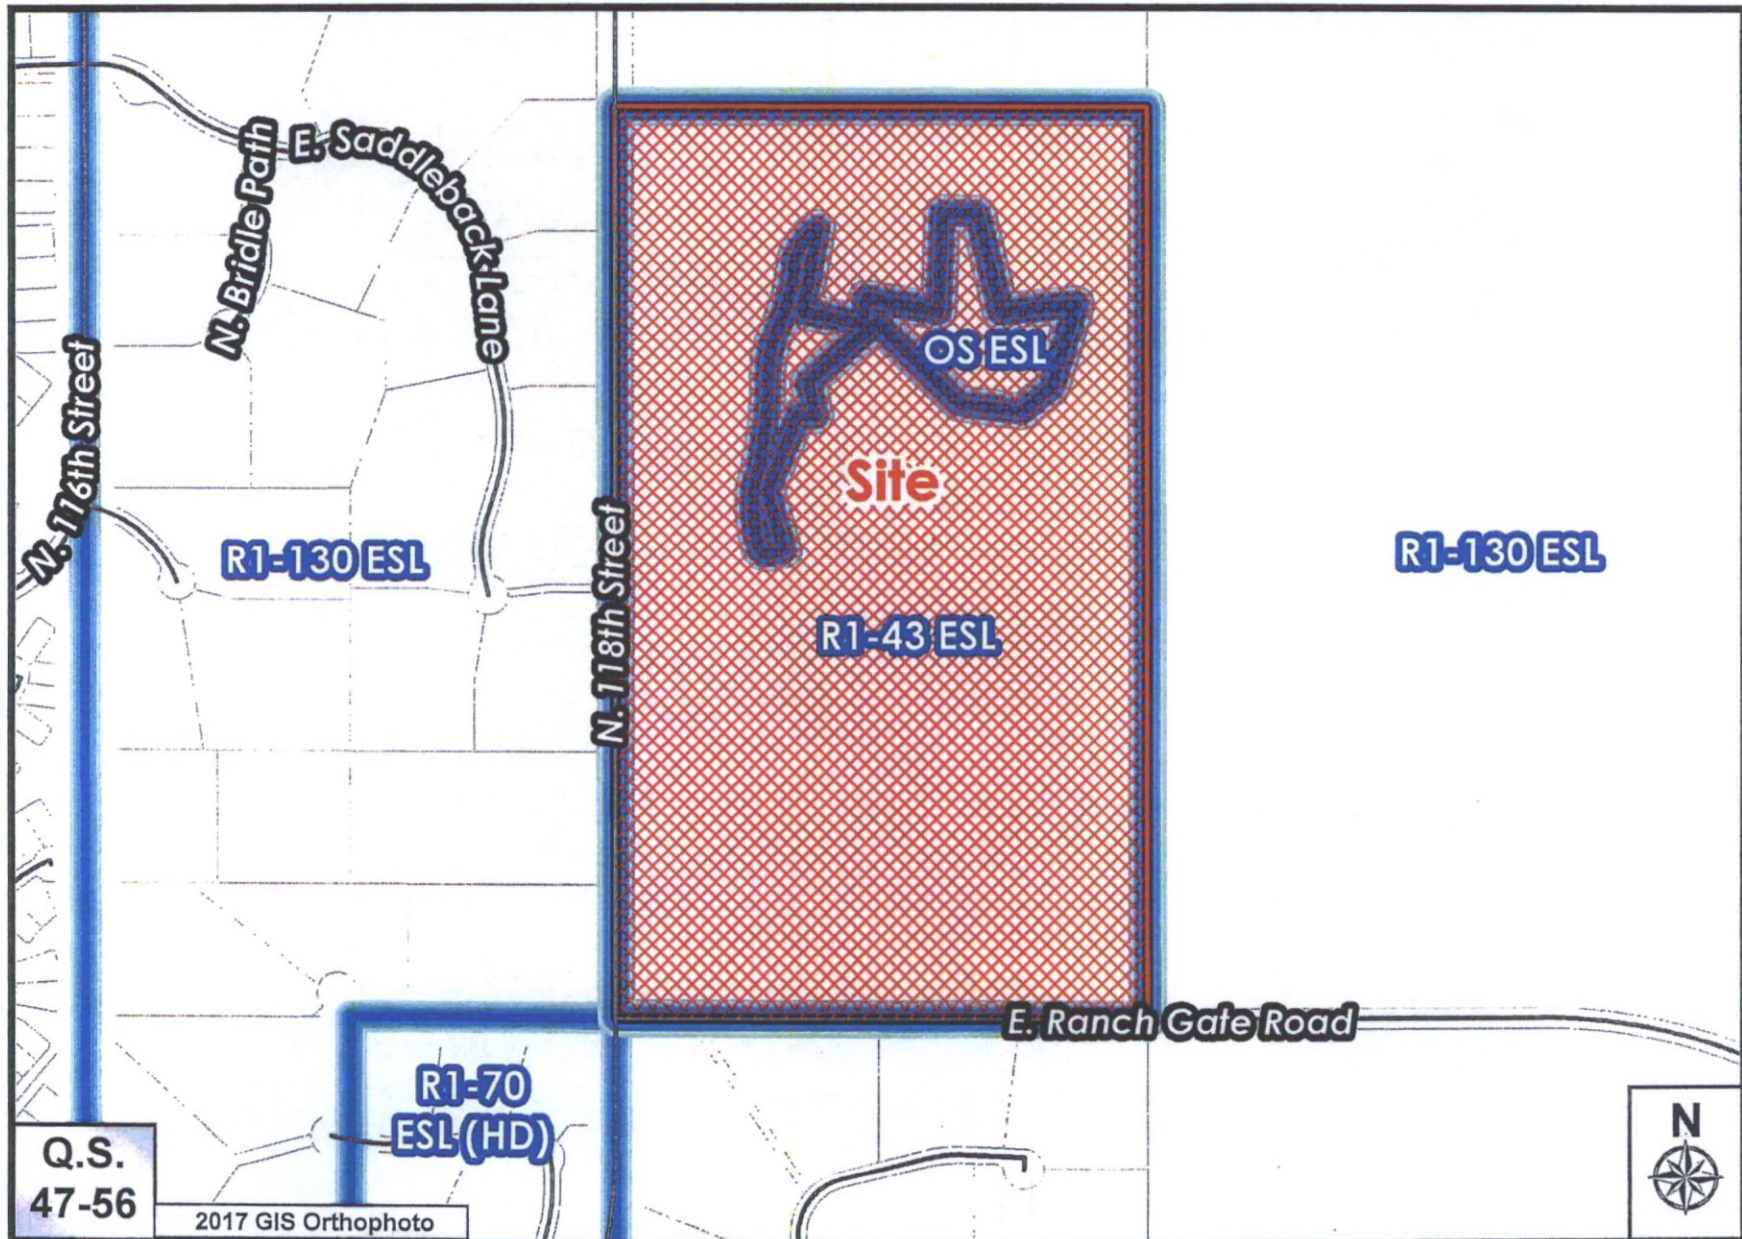 N. Bridle Path
E. Saddleback Lane
N. 116th Street
OS ESL
Site
R1-130 ESL
N. 118th Street
R1-43 ESL
R1-130 ESL
E. Ranch Gate Road
R1-70
ESL (HD)
Q.S.
47-56
2017 GIS Orthophoto
N